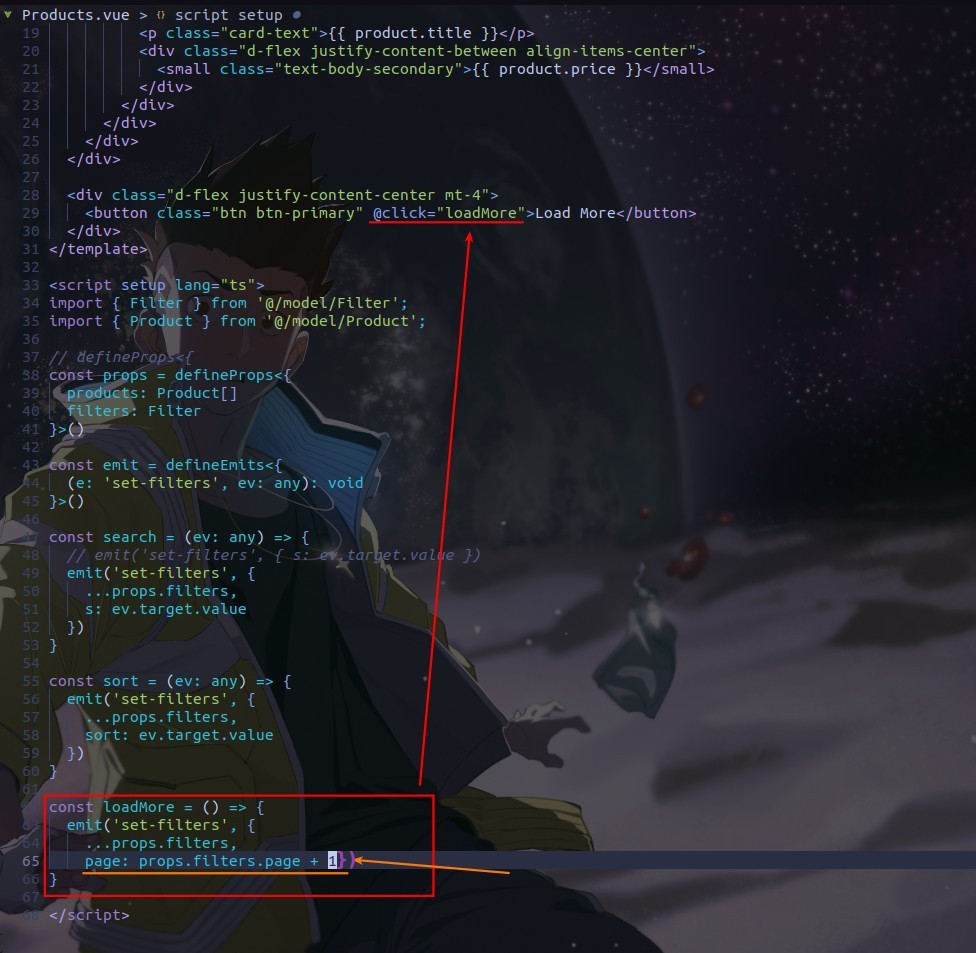 Products.vue > {} script setup
19 <p class="card-text">{{ product.title }}</p>
20 <div class="d-flex justify-content-between align-items-center">
21 <small class="text-body-secondary">{{ product.price }}</small>
22 </div>
23 </div>
24 </div>
25 </div>
26 </div>
27
28 <div class="d-flex justify-content-center mt-4">
29 <button class="btn btn-primary" @click="loadMore">Load More</button>
30 </div>
31 </template>
32
33 <script setup lang="ts">
34 import { Filter } from '@/model/Filter';
35 import { Product } from '@/model/Product';
36
37 // defineProps<{
38 const props = defineProps<{
39 products: Product[]
40 filters: Filter
41 }>()
42
43 const emit = defineEmits<{
44 (e: 'set-filters', ev: any): void
45 }>()
46
47 const search = (ev: any) => {
48 // emit('set-filters', { s: ev.target.value })
49 emit('set-filters', {
50 ...props.filters,
51 s: ev.target.value
52 })
53 }
54
55 const sort = (ev: any) => {
56 emit('set-filters', {
57 ...props.filters,
58 sort: ev.target.value
59 })
60 }
61
62 const loadMore = () => {
63 emit('set-filters', {
64 ...props.filters,
65 page: props.filters.page + 1})
66 }
67
68 </script>